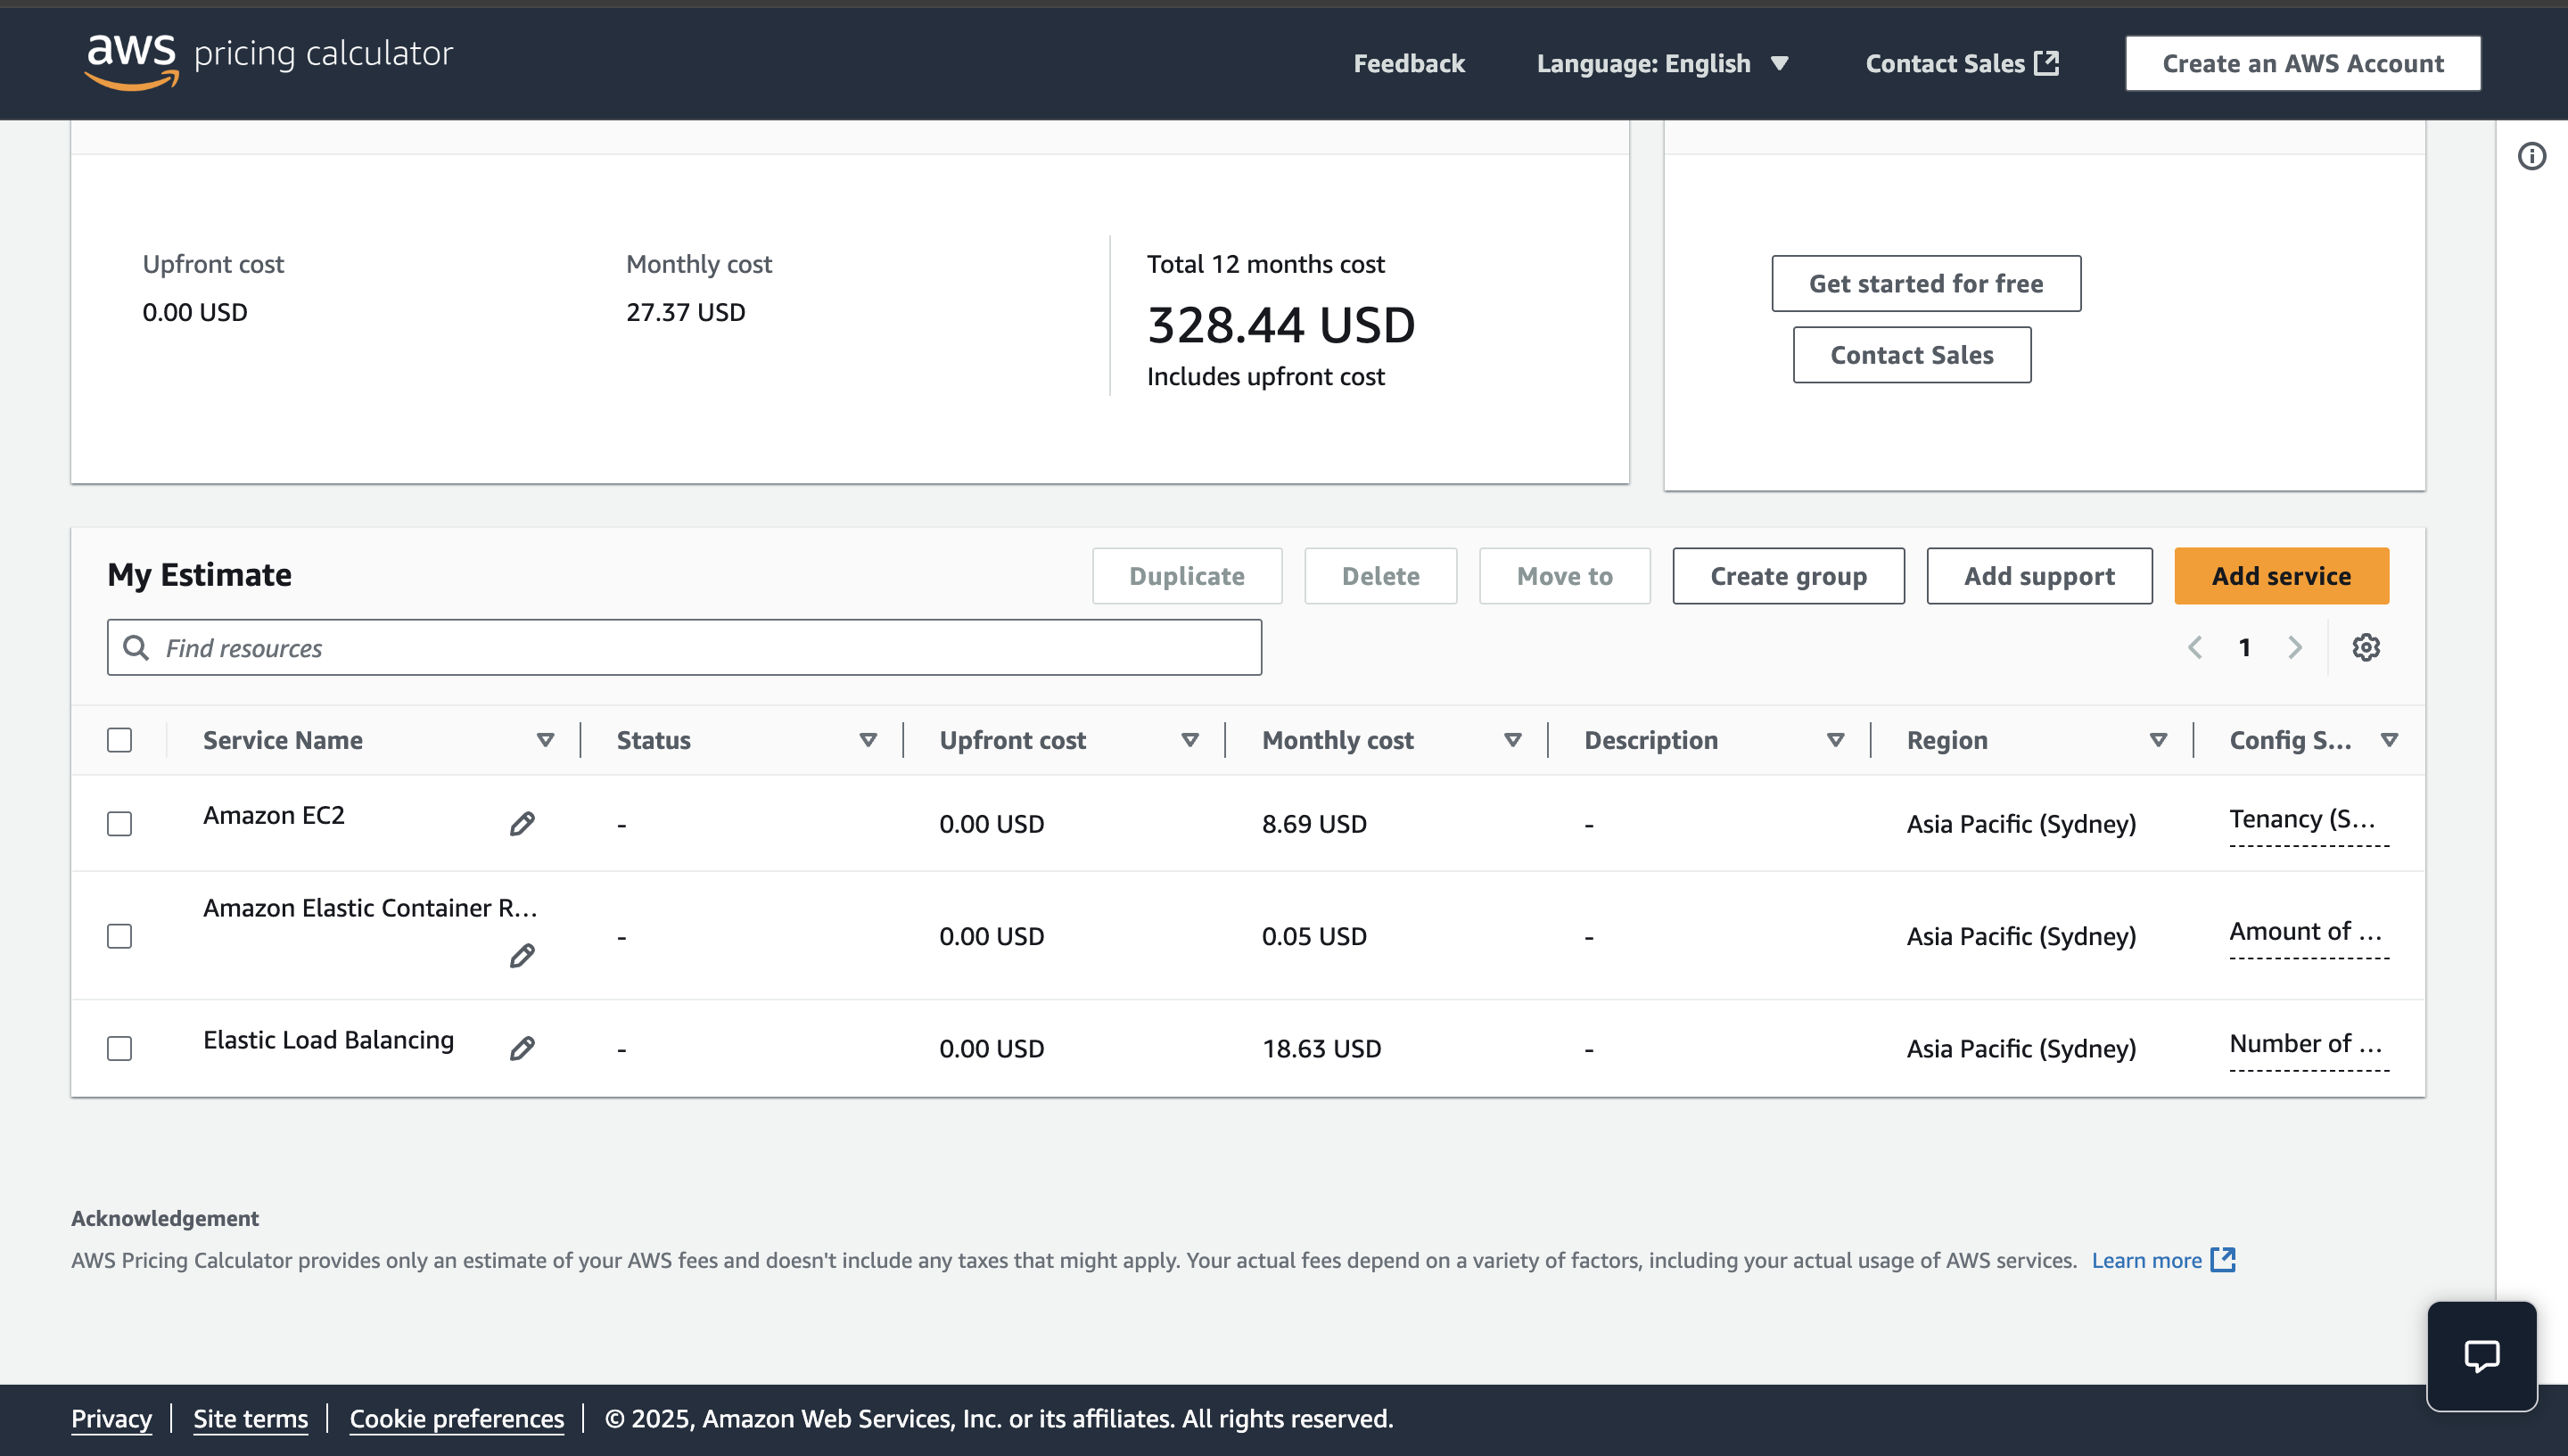 aws pricing calculator
Feedback
Language: English
Contact Sales
Create an AWS Account
Upfront cost
0.00 USD
Monthly cost
27.37 USD
Total 12 months cost
328.44 USD
Includes upfront cost
Get started for free
Contact Sales
My Estimate
Duplicate
Delete
Move to
Create group
Add support
Add service
Find resources
1
Service Name
Status
Upfront cost
Monthly cost
Description
Region
Config S...
Amazon EC2
-
0.00 USD
8.69 USD
-
Asia Pacific (Sydney)
Tenancy (S...
Amazon Elastic Container R...
-
0.00 USD
0.05 USD
-
Asia Pacific (Sydney)
Amount of ...
Elastic Load Balancing
-
0.00 USD
18.63 USD
-
Asia Pacific (Sydney)
Number of ...
Acknowledgement
AWS Pricing Calculator provides only an estimate of your AWS fees and doesn't include any taxes that might apply. Your actual fees depend on a variety of factors, including your actual usage of AWS services. Learn more
Privacy
Site terms
Cookie preferences
© 2025, Amazon Web Services, Inc. or its affiliates. All rights reserved.